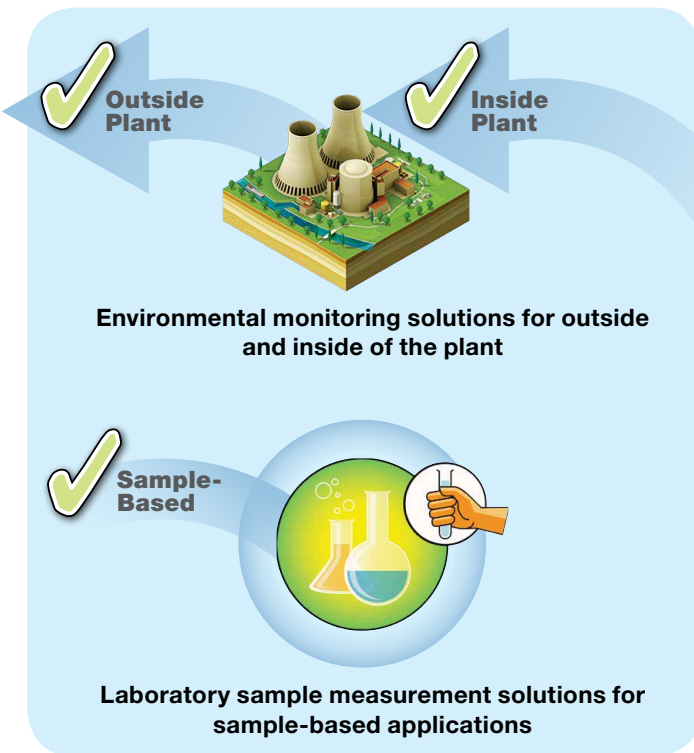 Outside
Plant
Inside
Plant
Environmental monitoring solutions for outside
and inside of the plant
Sample-
Based
Laboratory sample measurement solutions for
sample-based applications